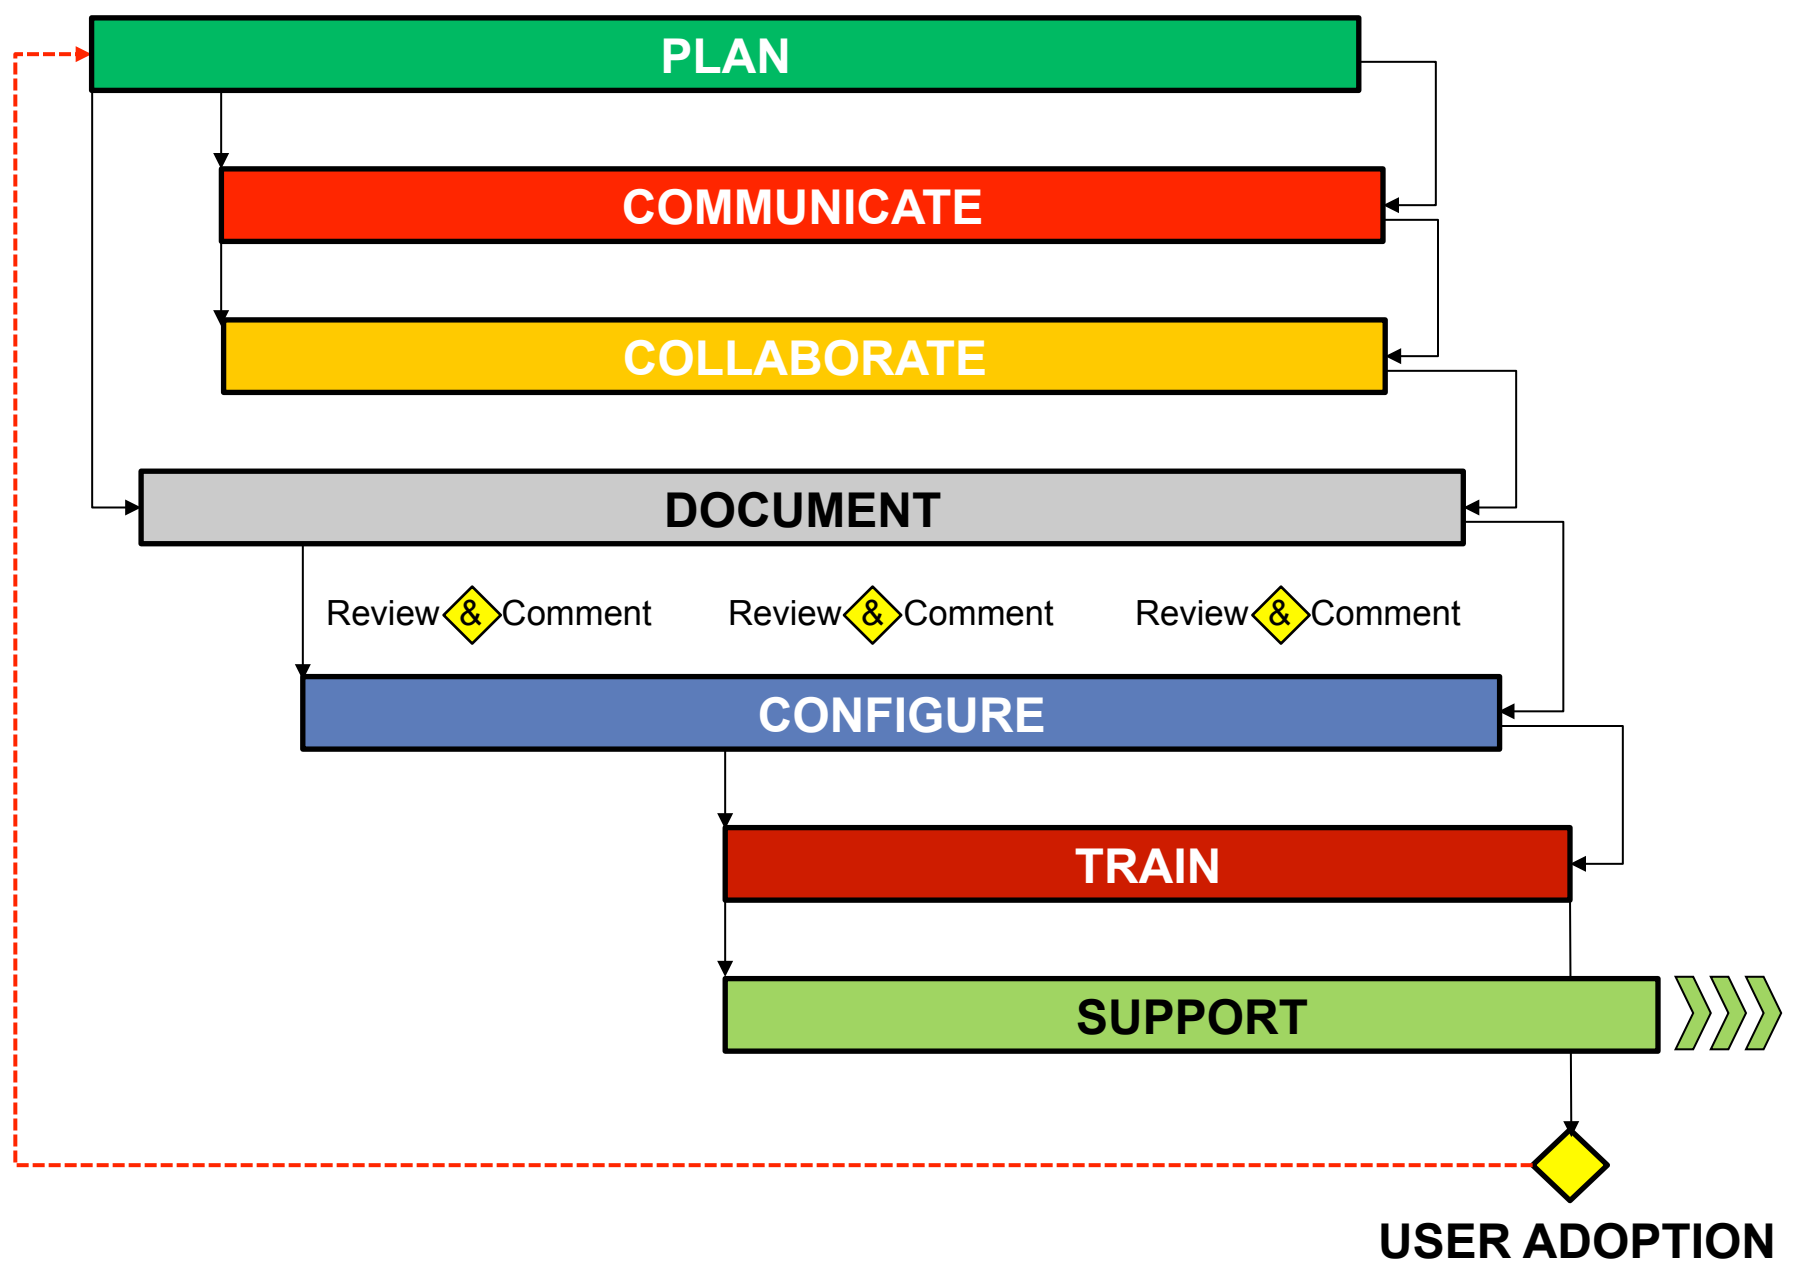 PLAN
COMMUNICATE
COLLABORATE
DOCUMENT
Review & Comment Review & Comment Review & Comment
CONFIGURE
TRAIN
SUPPORT
USER ADOPTION